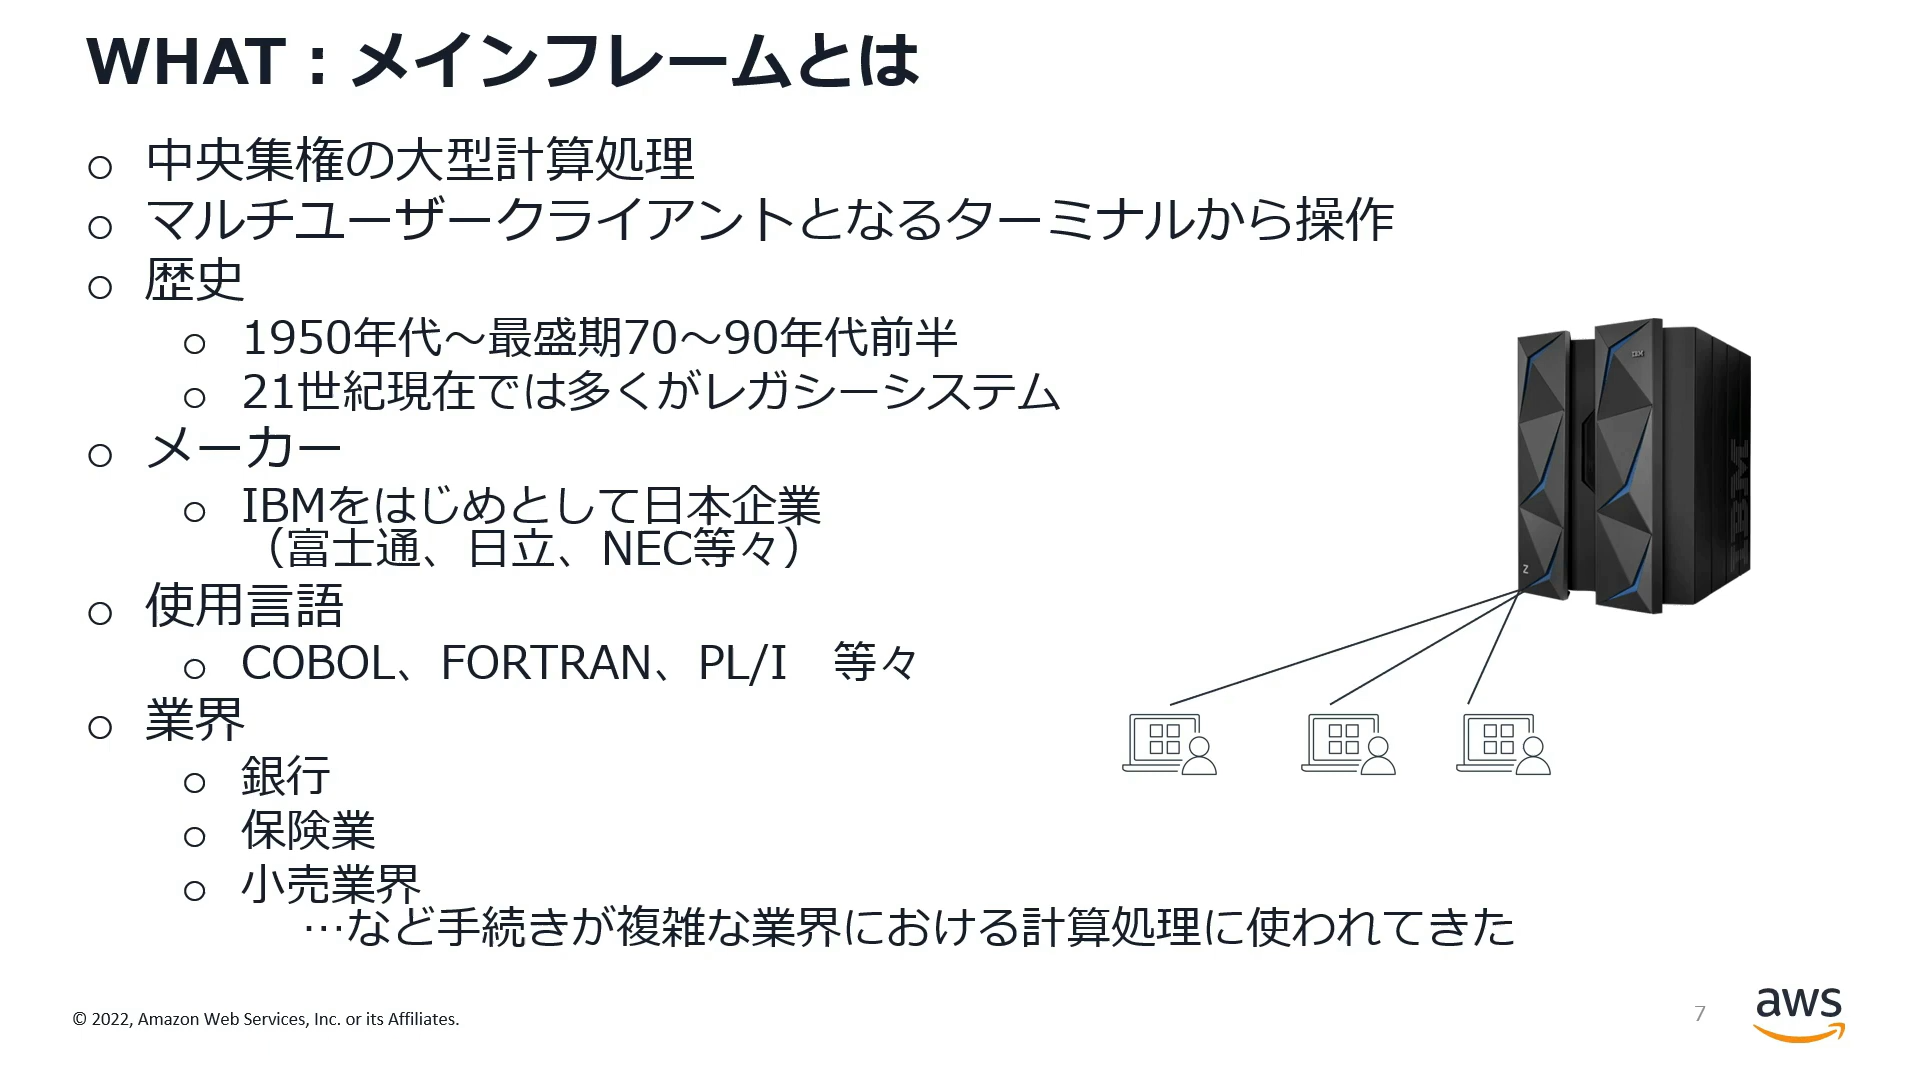 WHAT：メインフレームとは
o 中央集権の大型計算処理
o マルチユーザークライアントとなるターミナルから操作
o 歴史
o 1950年代～最盛期70～90年代前半
o 21世紀現在では多くがレガシーシステム
o メーカー
o IBMをはじめとして日本企業
（富士通、日立、NEC等々）
o 使用言語
o COBOL、FORTRAN、PL/I　等々
o 業界
o 銀行
o 保険業
o 小売業界
…など手続きが複雑な業界における計算処理に使われてきた
IBM
IBM
Z
© 2022, Amazon Web Services, Inc. or its Affiliates.
7
aws